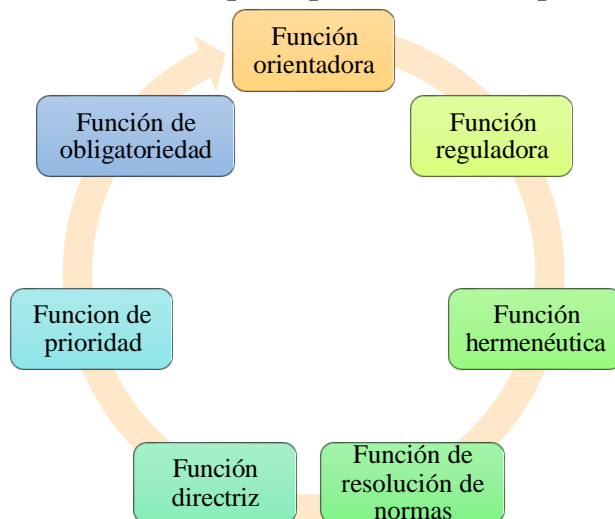 Función
orientadora
Función
reguladora
Función
hermenéutica
Función de
resolución de
normas
Función
directriz
Funcion de
prioridad
Función de
obligatoriedad